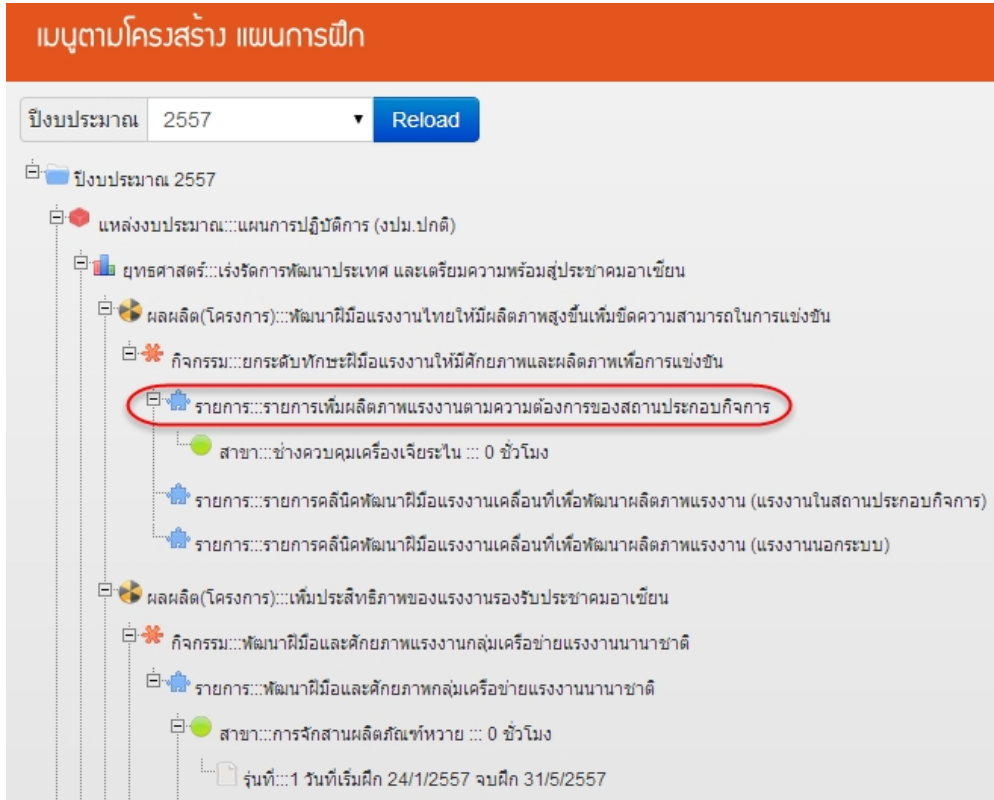 เมนูตามโครงสร้าง แผนการฝึก
ปีงบประมาณ 2557 Reload
ปีงบประมาณ 2557
แหล่งงบประมาณ:::แผนการปฏิบัติการ (งปม.ปกติ)
ยุทธศาสตร์:::เร่งรัดการพัฒนาประเทศ และเตรียมความพร้อมสู่ประชาคมอาเซียน
ผลผลิต(โครงการ):::พัฒนาฝีมือแรงงานไทยให้มีผลิตภาพสูงขึ้นเพิ่มขีดความสามารถในการแข่งขัน
กิจกรรม:::ยกระดับทักษะฝีมือแรงงานให้มีศักยภาพและผลิตภาพเพื่อการแข่งขัน
รายการ:::รายการเพิ่มผลิตภาพแรงงานตามความต้องการของสถานประกอบกิจการ
สาขา:::ช่างควบคุมเครื่องเจียระไน ::: 0 ชั่วโมง
รายการ:::รายการคลีนิคพัฒนาฝีมือแรงงานเคลื่อนที่เพื่อพัฒนาผลิตภาพแรงงาน (แรงงานในสถานประกอบกิจการ)
รายการ:::รายการคลีนิคพัฒนาฝีมือแรงงานเคลื่อนที่เพื่อพัฒนาผลิตภาพแรงงาน (แรงงานนอกระบบ)
ผลผลิต(โครงการ):::เพิ่มประสิทธิภาพของแรงงานรองรับประชาคมอาเซียน
กิจกรรม:::พัฒนาฝีมือและศักยภาพแรงงานกลุ่มเครือข่ายแรงงานนานาชาติ
รายการ:::พัฒนาฝีมือและศักยภาพกลุ่มเครือข่ายแรงงานนานาชาติ
สาขา:::การจักสานผลิตภัณฑ์หวาย ::: 0 ชั่วโมง
รุ่นที่:::1 วันที่เริ่มฝึก 24/1/2557 จบฝึก 31/5/2557